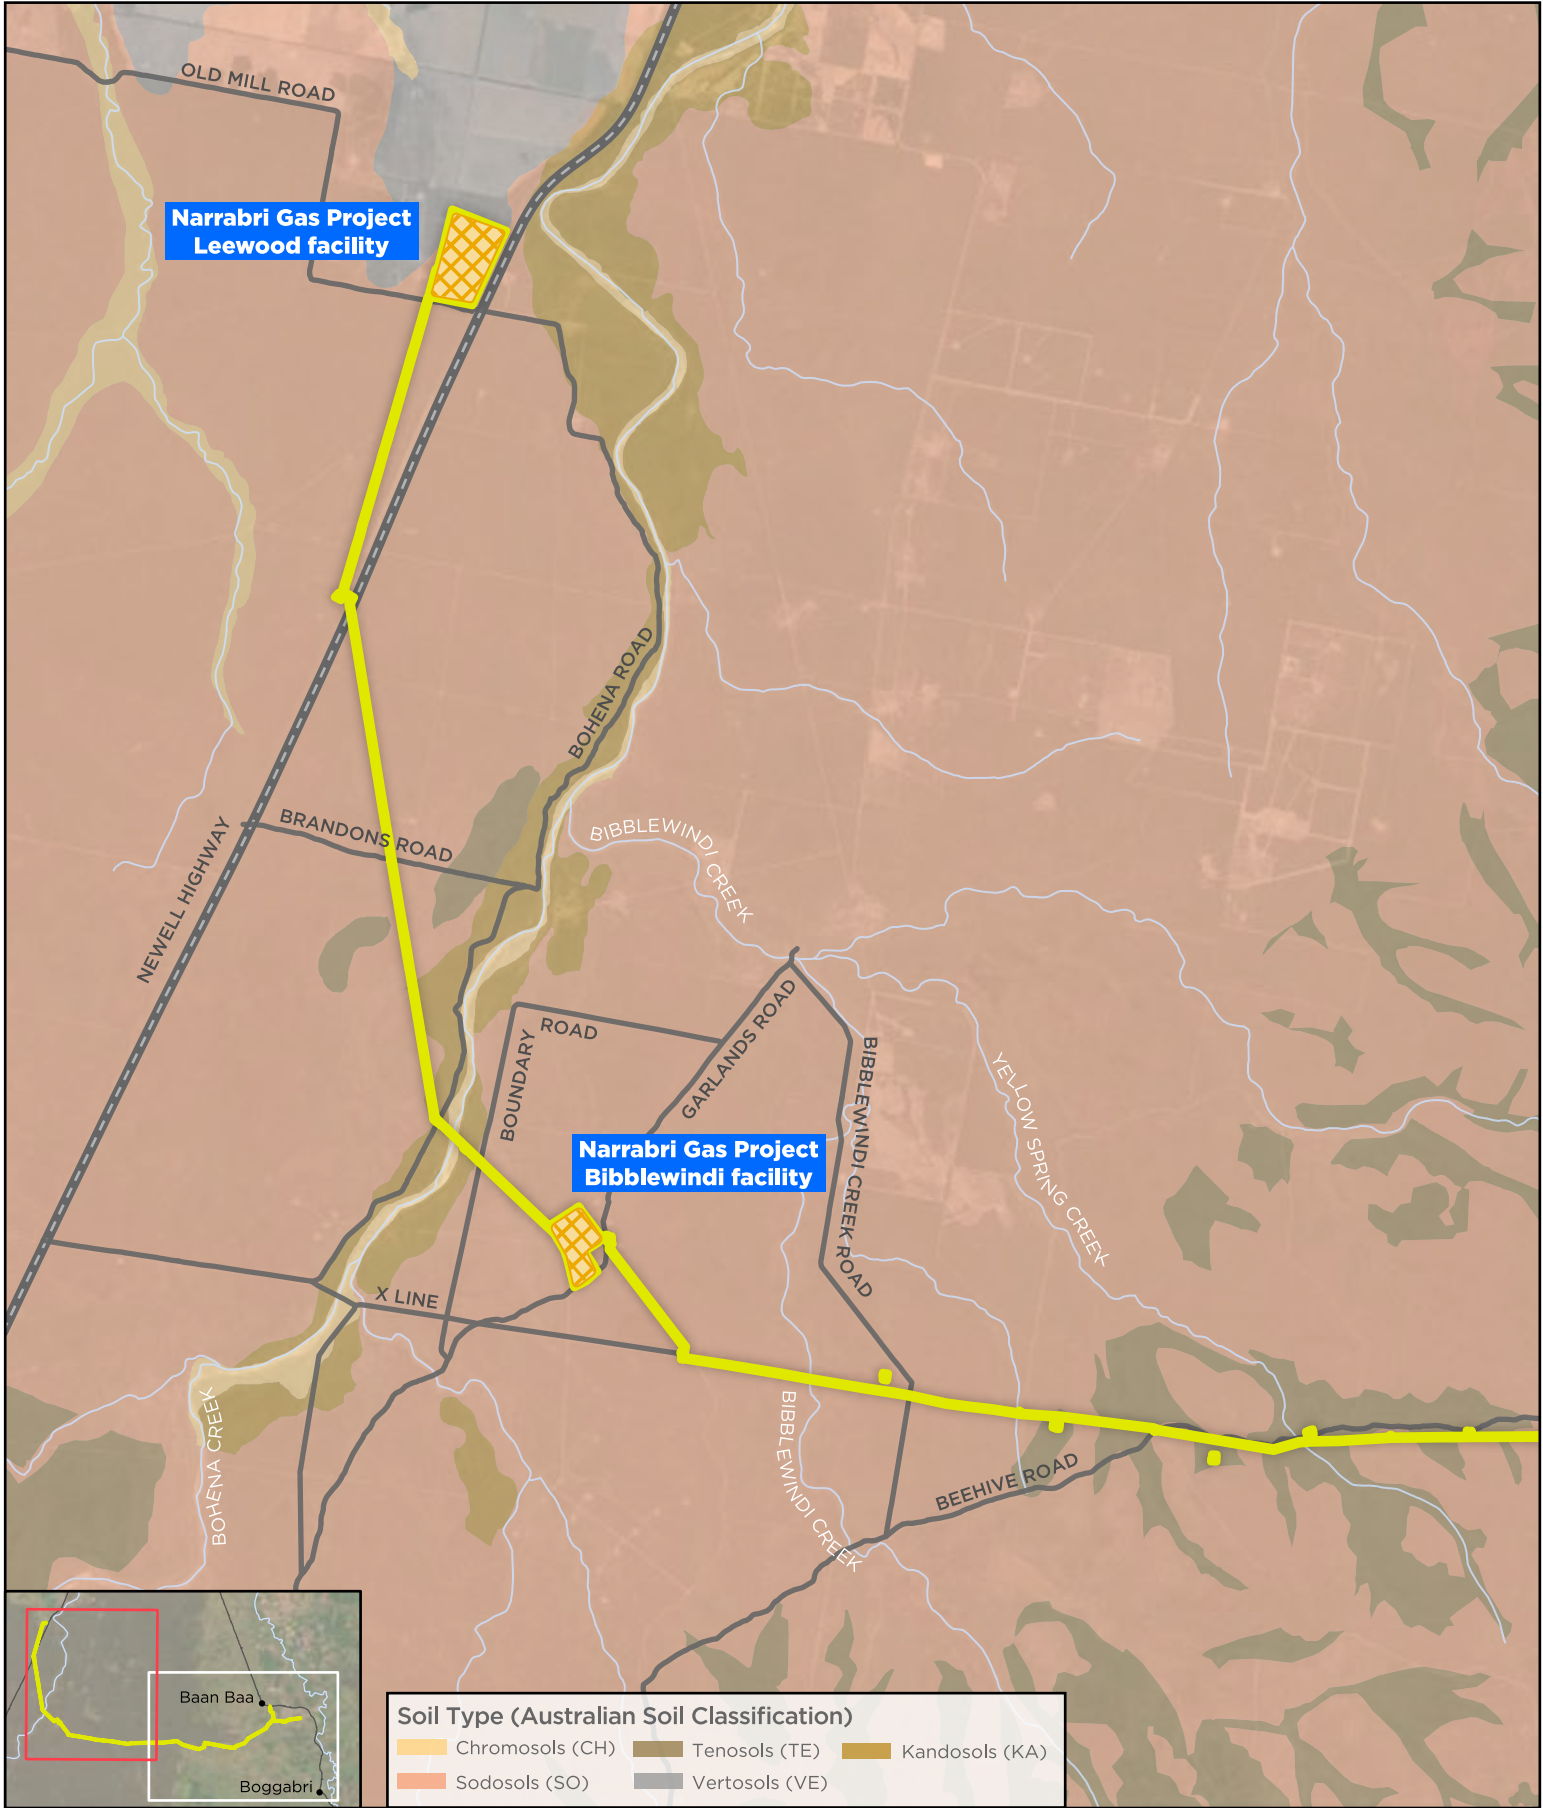 OLD MILL ROAD
Narrabri Gas Project
Leewood facility
BOHENA ROAD
BRANDONS ROAD
NEWELL HIGHWAY
BIBBLEWINDI CREEK
ROAD
BOUNDARY
GARLANDS ROAD
BIBBLEWINDI CREEK ROAD
YELLOW SPRING CREEK
Narrabri Gas Project
Bibblewindi facility
X LINE
BOHENA CREEK
BIBBLEWINDI CREEK
BEEHIVE ROAD
Baan Baa
Boggabri
Soil Type (Australian Soil Classification)
Chromosols (CH)
Tenosols (TE)
Kandosols (KA)
Sodosols (SO)
Vertosols (VE)